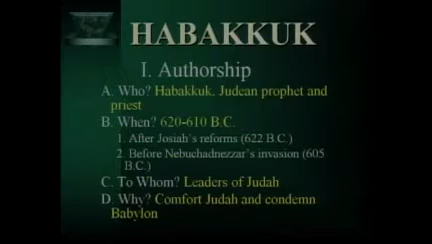 HABAKKUK
I. Authorship
A. Who? Habakkuk, Judean prophet and
priest
B. When? 620-610 B.C.
1. After Josiah's reforms (622 B.C.)
2. Before Nebuchadnezzar's invasion (605
B.C.)
C. To Whom? Leaders of Judah
D. Why? Comfort Judah and condemn
Babylon